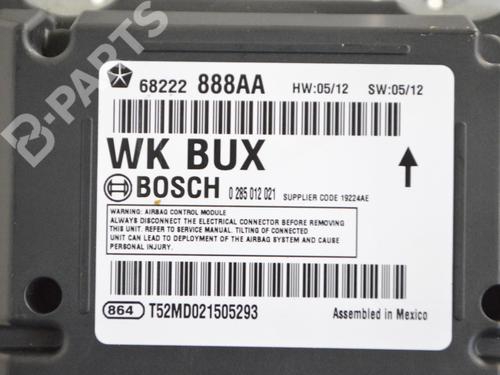 B-PARTS
68222 888AA HW:05/12 SW:05/12
WK BUX
BOSCH 0 285 012 021 SUPPLIER CODE 19224AE
WARNING: AIRBAG CONTROL MODULE
ALWAYS DISCONNECT THE ELECTRICAL CONNECTOR BEFORE REMOVING
THIS UNIT. REFER TO SERVICE MANUAL. TILTING OF CONNECTED
UNIT CAN LEAD TO DEPLOYMENT OF THE AIRBAG SYSTEM AND CAUSE
PERSONAL INJURY.
864 T52MD021505293 Assembled in Mexico